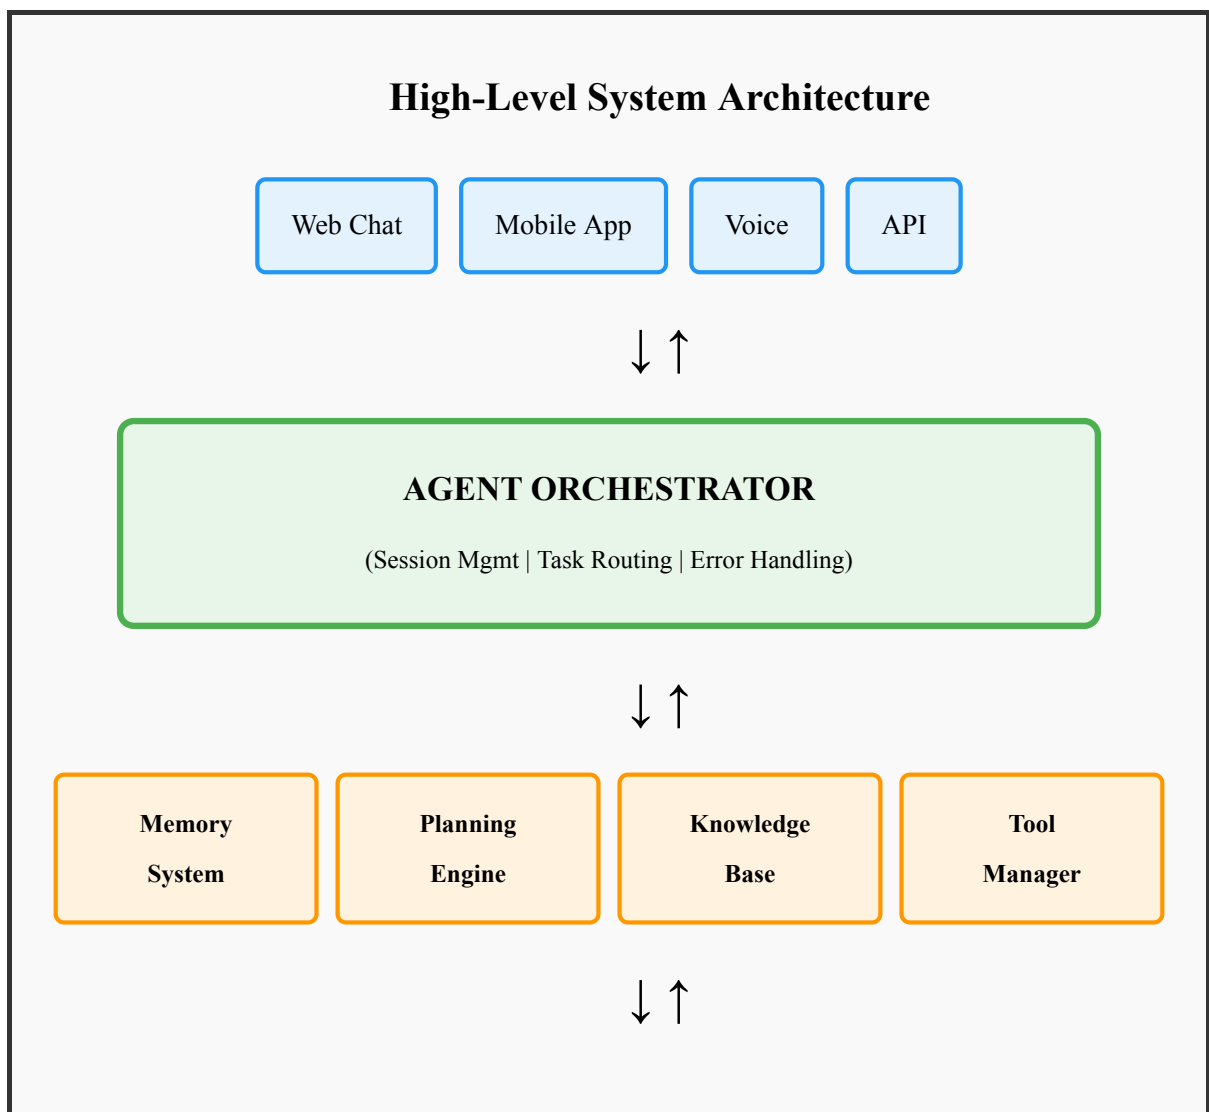 High-Level System Architecture
Web Chat
Mobile App
Voice
API
↓↑
AGENT ORCHESTRATOR
(Session Mgmt | Task Routing | Error Handling)
↓↑
Memory
System
Planning
Engine
Knowledge
Base
Tool
Manager
↓↑